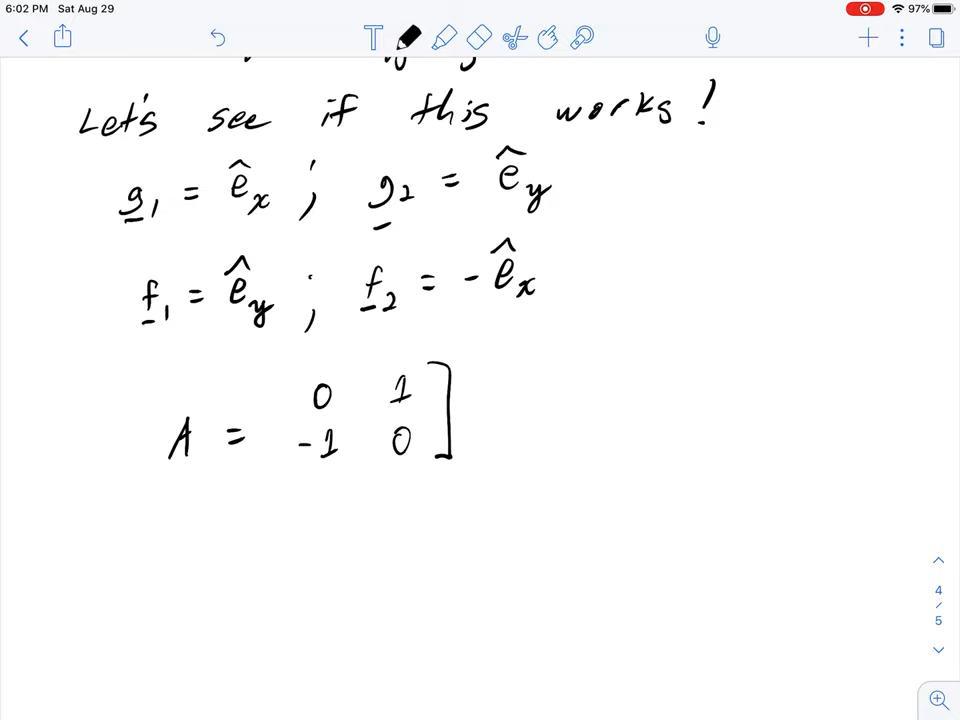 6:02 PM Sat Aug 29 97%
Let's see if this works!
g1 = êx ; g2 = êy
f1 = êy ; f2 = -êx
0 1 ]
A = -1 0
4
/
5